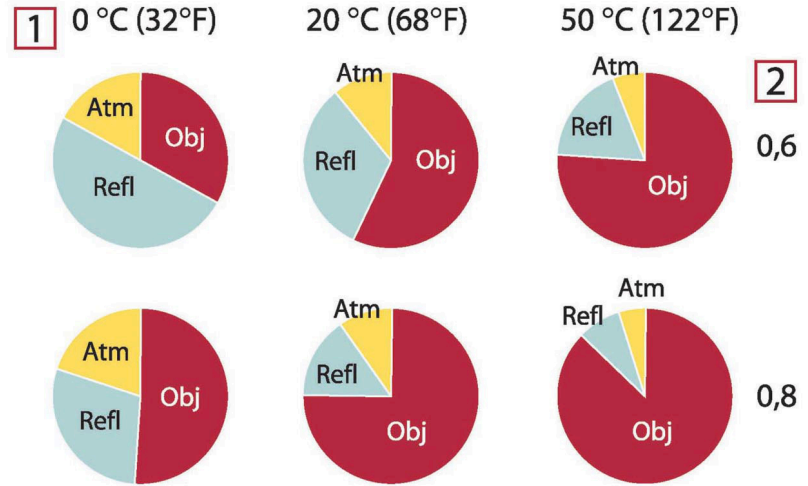 1 0 °C (32°F) 20 °C (68°F) 50 °C (122°F)
2
Atm Obj Refl
Atm Refl Obj
Atm Refl Obj
0,6
Atm Obj Refl
Atm Refl Obj
Atm Refl Obj
0,8